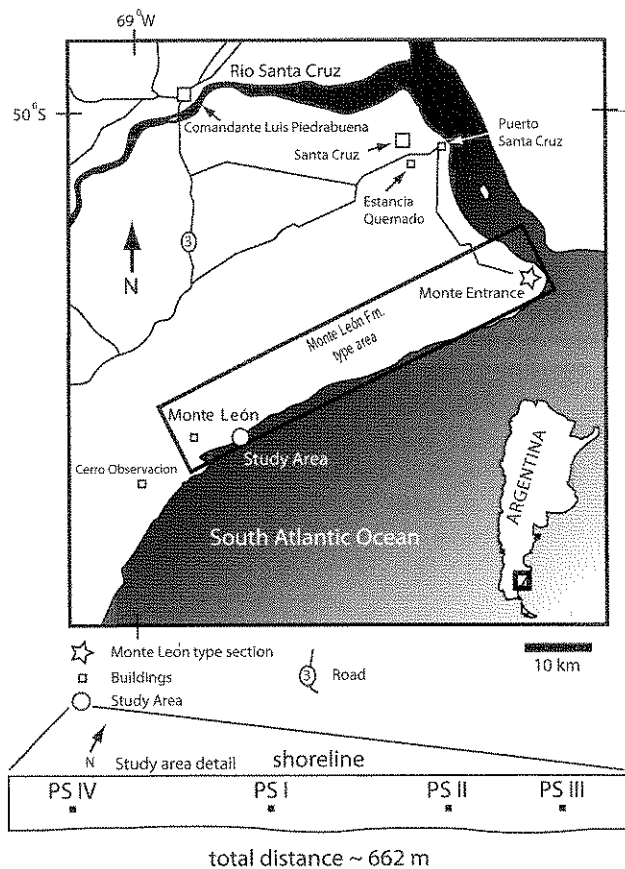 69°W
50°S
Rio Santa Cruz
Comandante Luis Piedrabuena
Puerto
Santa Cruz
Santa Cruz
Estancia
Quemado
3
N
Monte Entrance
Monte León Fm.
type area
Monte León
Study Area
Cerro Observacion
ARGENTINA
South Atlantic Ocean
Monte León type section
Buildings
Study Area
3 Road
10 km
N Study area detail
shoreline
PS IV PS I PS II PS III
total distance ~ 662 m